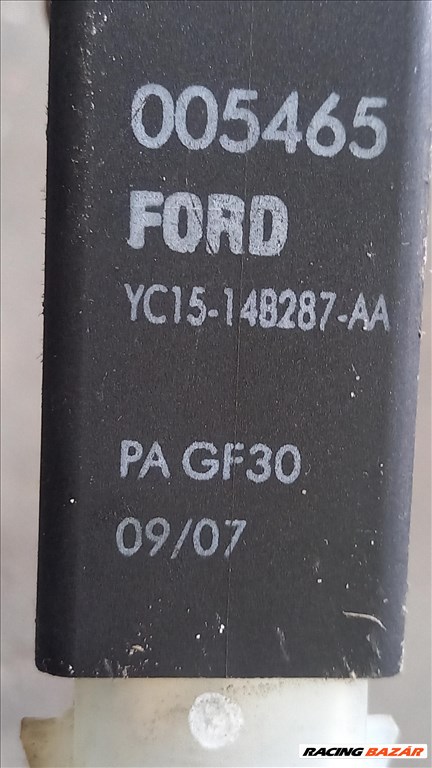 005465
FORD
YC15-14B287-AA
PA GF30
09/07
RACING BAZÁR